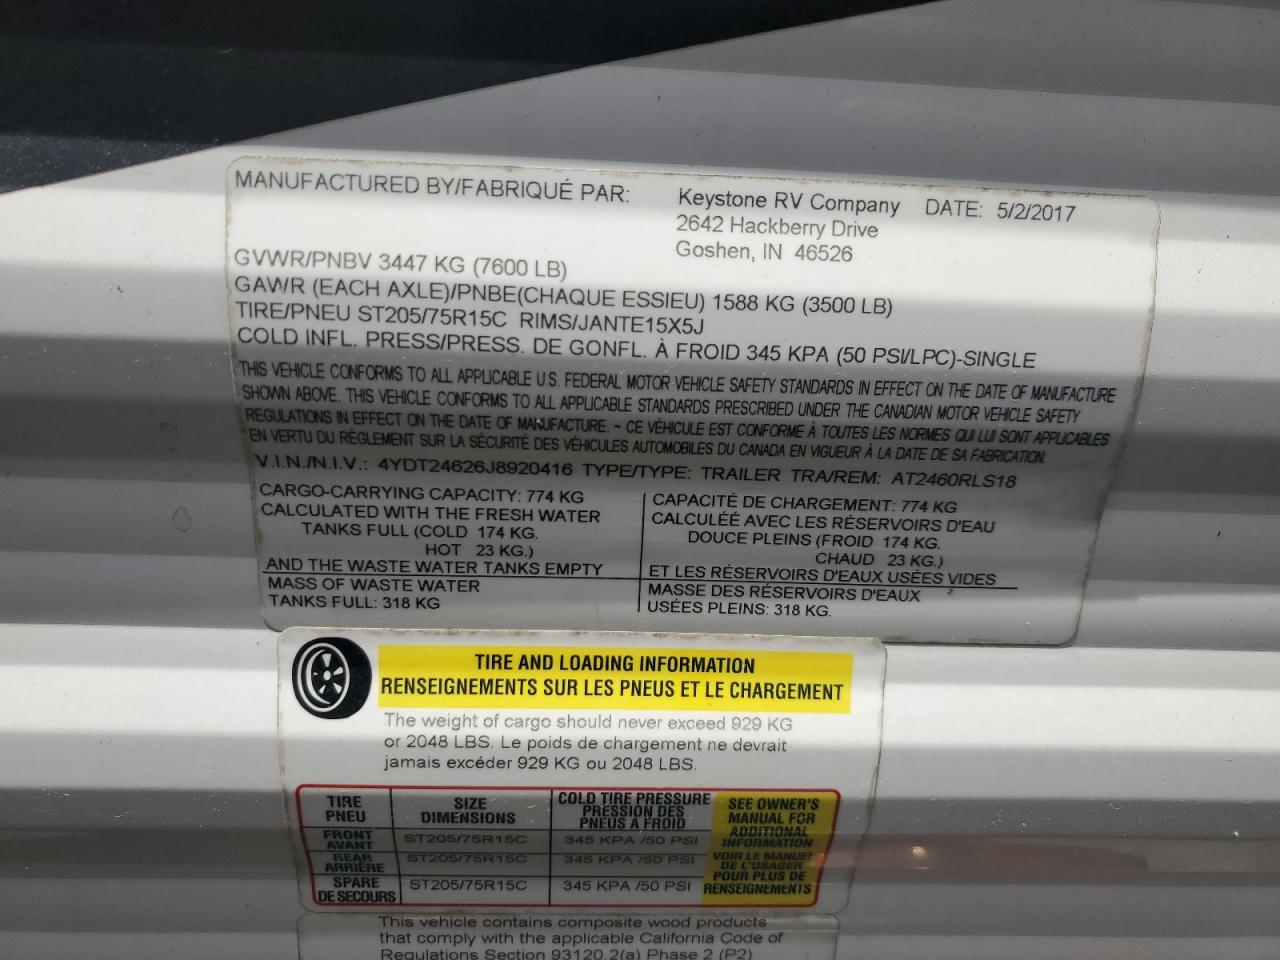 MANUFACTURED BY/FABRIQUÉ PAR: Keystone RV Company DATE: 5/2/2017
2642 Hackberry Drive
Goshen, IN 46526
GVWR/PNBV 3447 KG (7600 LB)
GAWR (EACH AXLE)/PNBE(CHAQUE ESSIEU) 1588 KG (3500 LB)
TIRE/PNEU ST205/75R15C RIMS/JANTE15X5J
COLD INFL. PRESS/PRESS. DE GONFL. À FROID 345 KPA (50 PSI/LPC)-SINGLE
THIS VEHICLE CONFORMS TO ALL APPLICABLE U.S. FEDERAL MOTOR VEHICLE SAFETY STANDARDS IN EFFECT ON THE DATE OF MANUFACTURE
SHOWN ABOVE. THIS VEHICLE CONFORMS TO ALL APPLICABLE STANDARDS PRESCRIBED UNDER THE CANADIAN MOTOR VEHICLE SAFETY
REGULATIONS IN EFFECT ON THE DATE OF MANUFACTURE. ~ CE VÉHICULE EST CONFORME À TOUTES LES NORMES QUI LUI SONT APPLICABLES
EN VERTU DU RÉGLEMENT SUR LA SÉCURITÉ DES VÉHICULES AUTOMOBILES DU CANADA EN VIGUEUR À LA DATE DE SA FABRICATION.
V.I.N./N.I.V.: 4YDT24626J8920416 TYPE/TYPE: TRAILER TRA/REM: AT2460RLS18
CARGO-CARRYING CAPACITY: 774 KG
CALCULATED WITH THE FRESH WATER
TANKS FULL (COLD 174 KG.
HOT 23 KG.)
AND THE WASTE WATER TANKS EMPTY
MASS OF WASTE WATER
TANKS FULL: 318 KG
CAPACITÉ DE CHARGEMENT: 774 KG
CALCULÉE AVEC LES RÉSERVOIRS D'EAU
DOUCE PLEINS (FROID 174 KG.
CHAUD 23 KG.)
ET LES RÉSERVOIRS D'EAUX USÉES VIDES
MASSE DES RÉSERVOIRS D'EAUX
USÉES PLEINS: 318 KG.
TIRE AND LOADING INFORMATION
RENSEIGNEMENTS SUR LES PNEUS ET LE CHARGEMENT
The weight of cargo should never exceed 929 KG
or 2048 LBS. Le poids de chargement ne devrait
jamais excéder 929 KG ou 2048 LBS.
TIRE
PNEU
SIZE
DIMENSIONS
COLD TIRE PRESSURE
PRESSION DES
PNEUS A FROID
FRONT
AVANT
ST205/75R15C 345 KPA /50 PSI
REAR
ARRIÈRE
ST205/75R15C 345 KPA /50 PSI
SPARE
DE SECOURS
ST205/75R15C 345 KPA /50 PSI
SEE OWNER'S
MANUAL FOR
ADDITIONAL
INFORMATION
VOIR LE MANUEL
DE L'USAGER
POUR PLUS DE
RENSEIGNEMENTS
This vehicle contains composite wood products
that comply with the applicable California Code of
Regulations Section 93120.2(a) Phase 2 (P2)